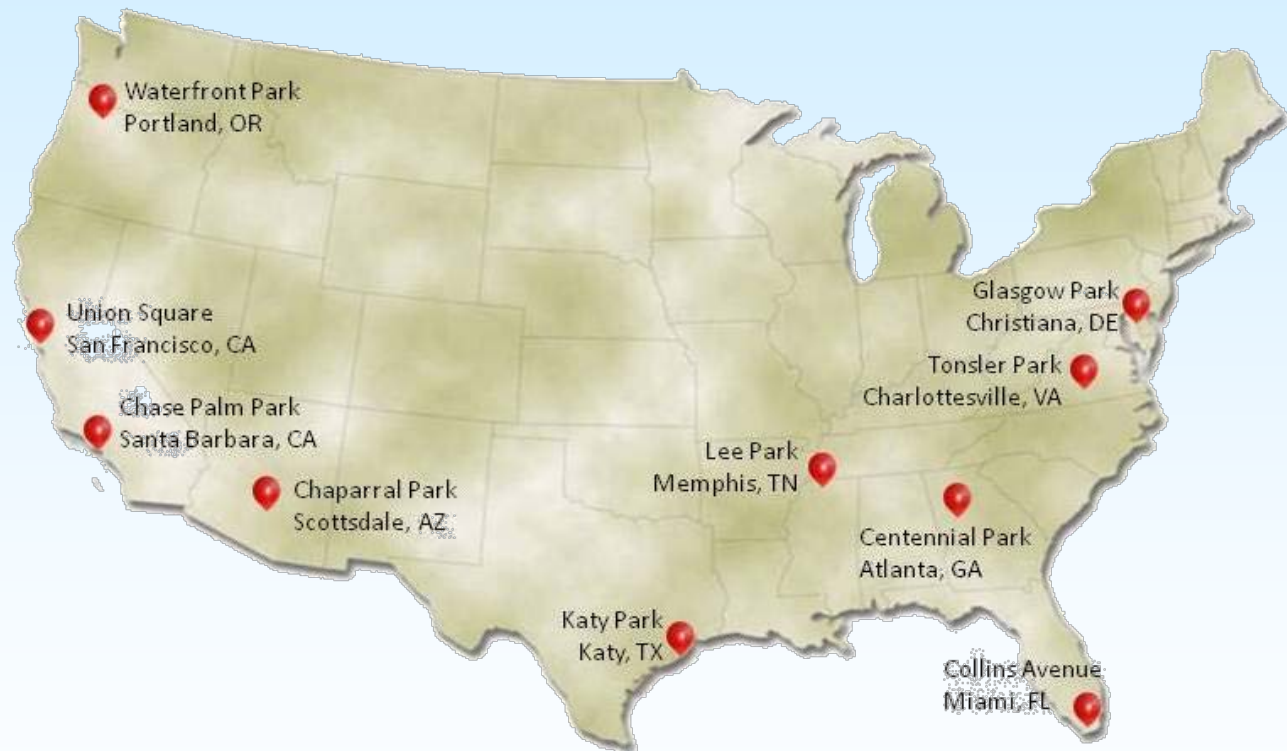 Waterfront Park
Portland, OR
Union Square
San Francisco, CA
Chase Palm Park
Santa Barbara, CA
Chaparral Park
Scottsdale, AZ
Glasgow Park
Christiana, DE
Tonsler Park
Charlottesville, VA
Lee Park
Memphis, TN
Centennial Park
Atlanta, GA
Katy Park
Katy, TX
Collins Avenue
Miami, FL